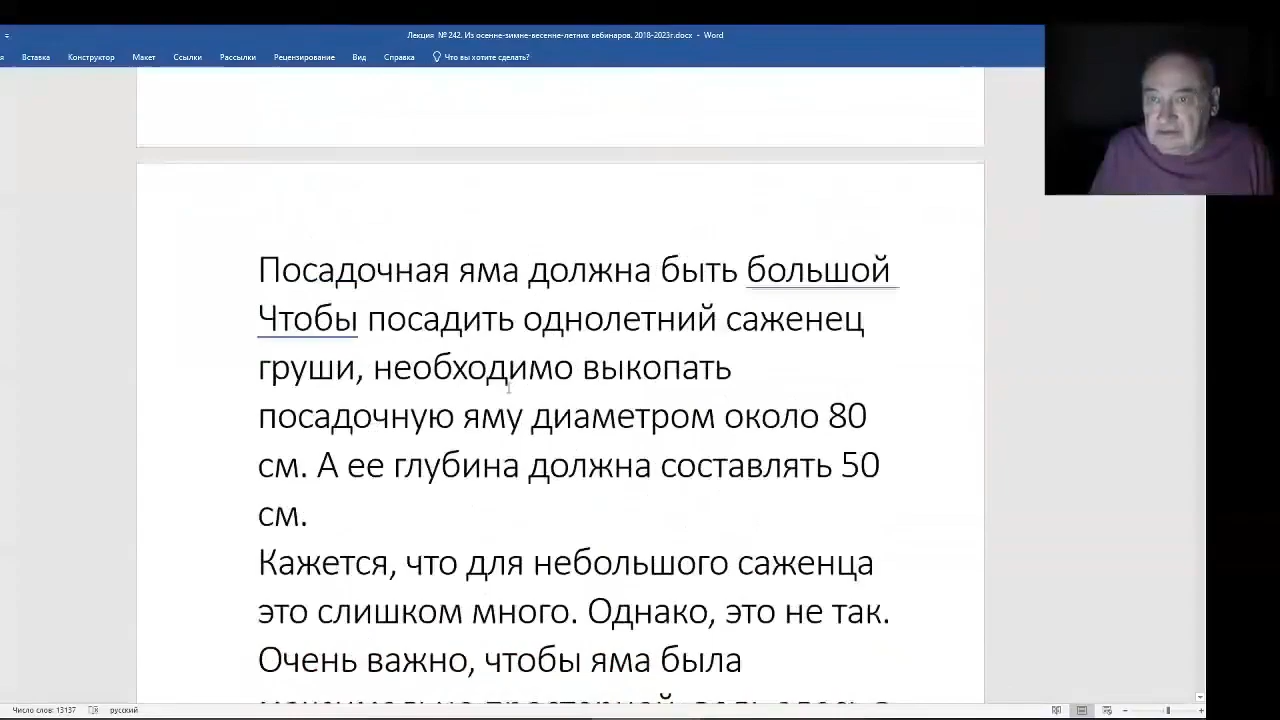 Лекция №242. Из осенне-зимне-весенне-летних вебинаров. 2018-2023г.docx - Word
Вставка Конструктор Макет Ссылки Рассылки Рецензирование Вид Справка Что вы хотите сделать?
Посадочная яма должна быть большой
Чтобы посадить однолетний саженец
груши, необходимо выкопать
посадочную яму диаметром около 80
см. А ее глубина должна составлять 50
см.
Кажется, что для небольшого саженца
это слишком много. Однако, это не так.
Очень важно, чтобы яма была
Число слов: 13137 русский